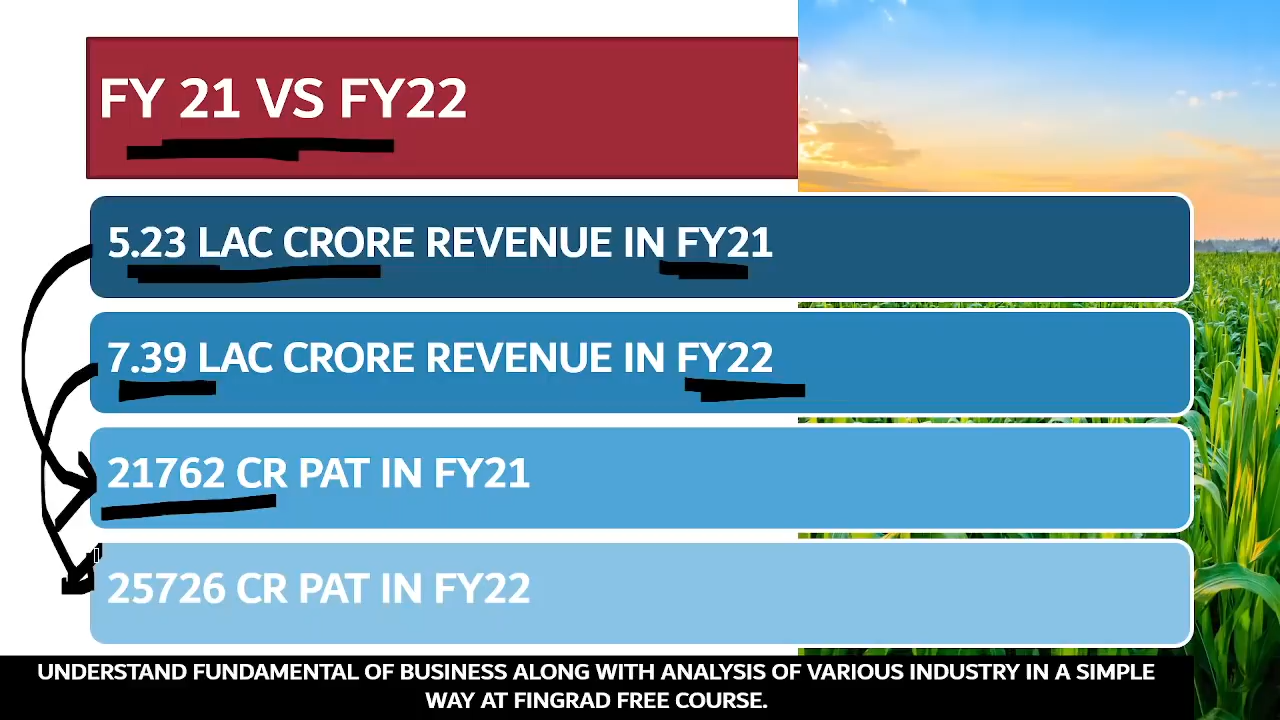 FY 21 VS FY22
5.23 LAC CRORE REVENUE IN FY21
7.39 LAC CRORE REVENUE IN FY22
21762 CR PAT IN FY21
25726 CR PAT IN FY22
UNDERSTAND FUNDAMENTAL OF BUSINESS ALONG WITH ANALYSIS OF VARIOUS INDUSTRY IN A SIMPLE
WAY AT FINGRAD FREE COURSE.